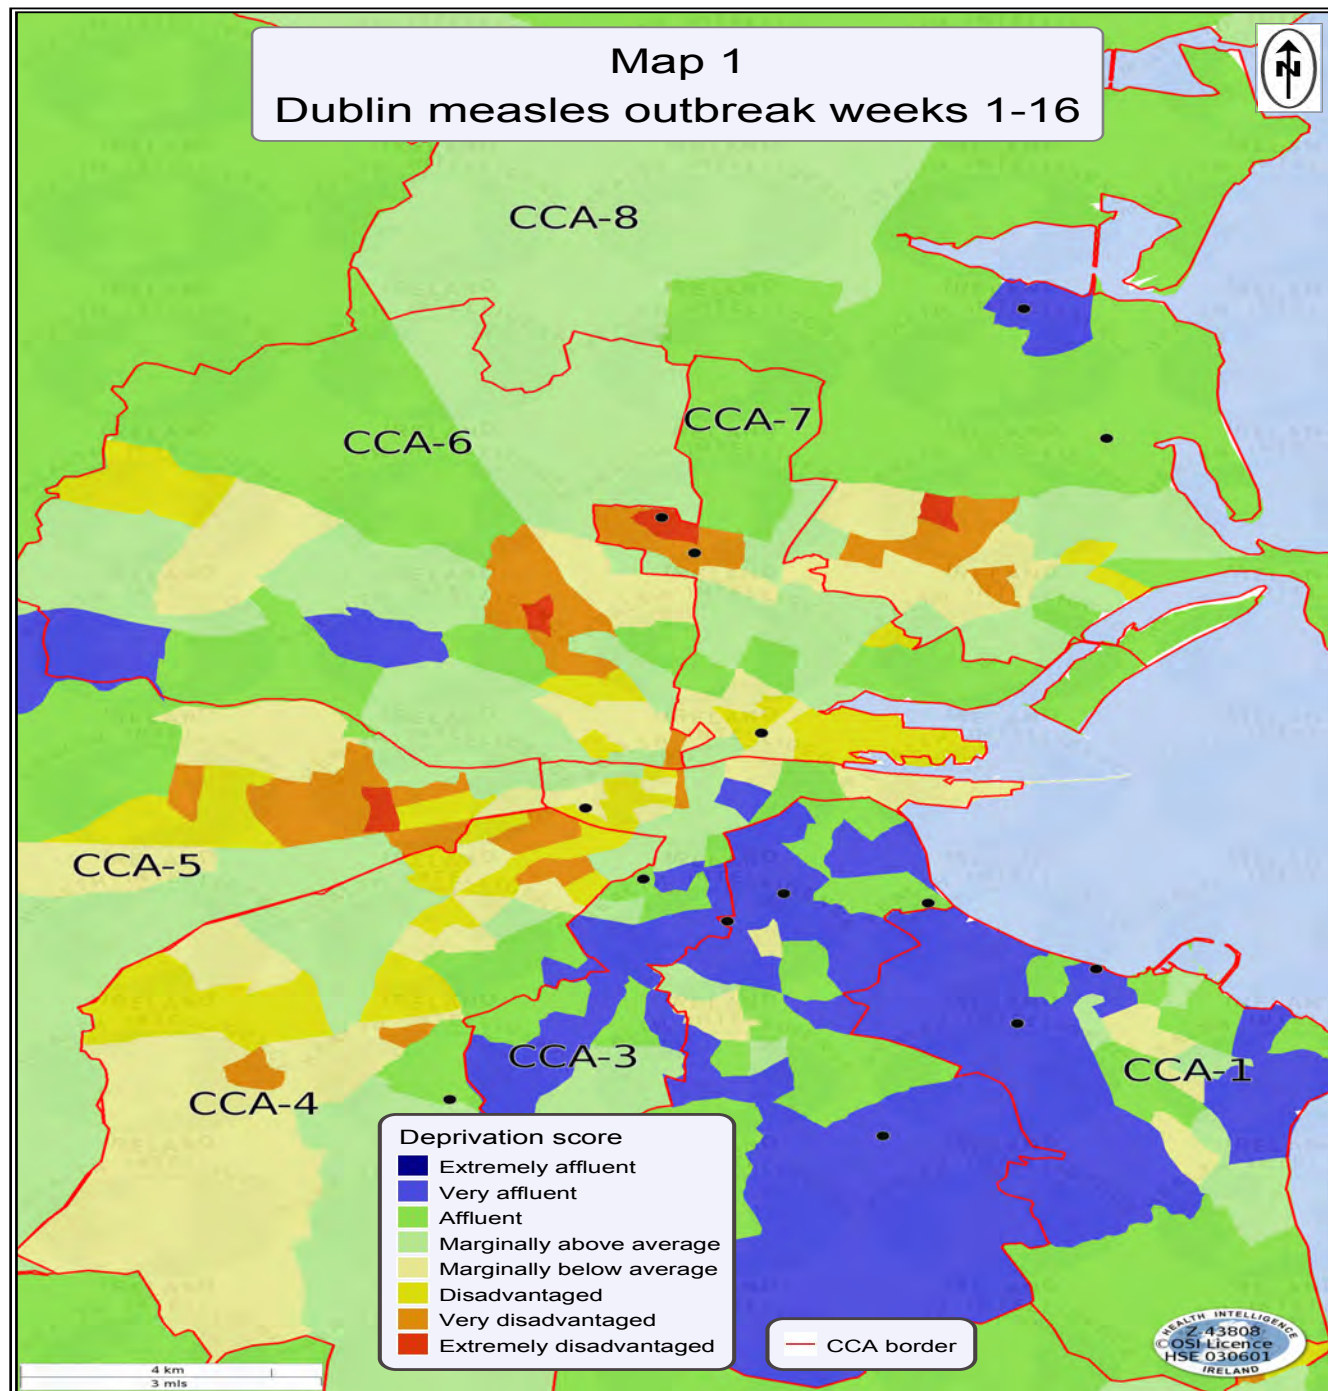 Map 1
Dublin measles outbreak weeks 1-16
N
CCA-8
CCA-7
CCA-6
CCA-5
CCA-3
CCA-1
CCA-4
Deprivation score
Extremely affluent
Very affluent
Affluent
Marginally above average
Marginally below average
Disadvantaged
Very disadvantaged
Extremely disadvantaged
CCA border
4 km
3 mls
HEALTH INTELLIGENCE
Z-43808
© OSI Licence
HSE 030601
IRELAND